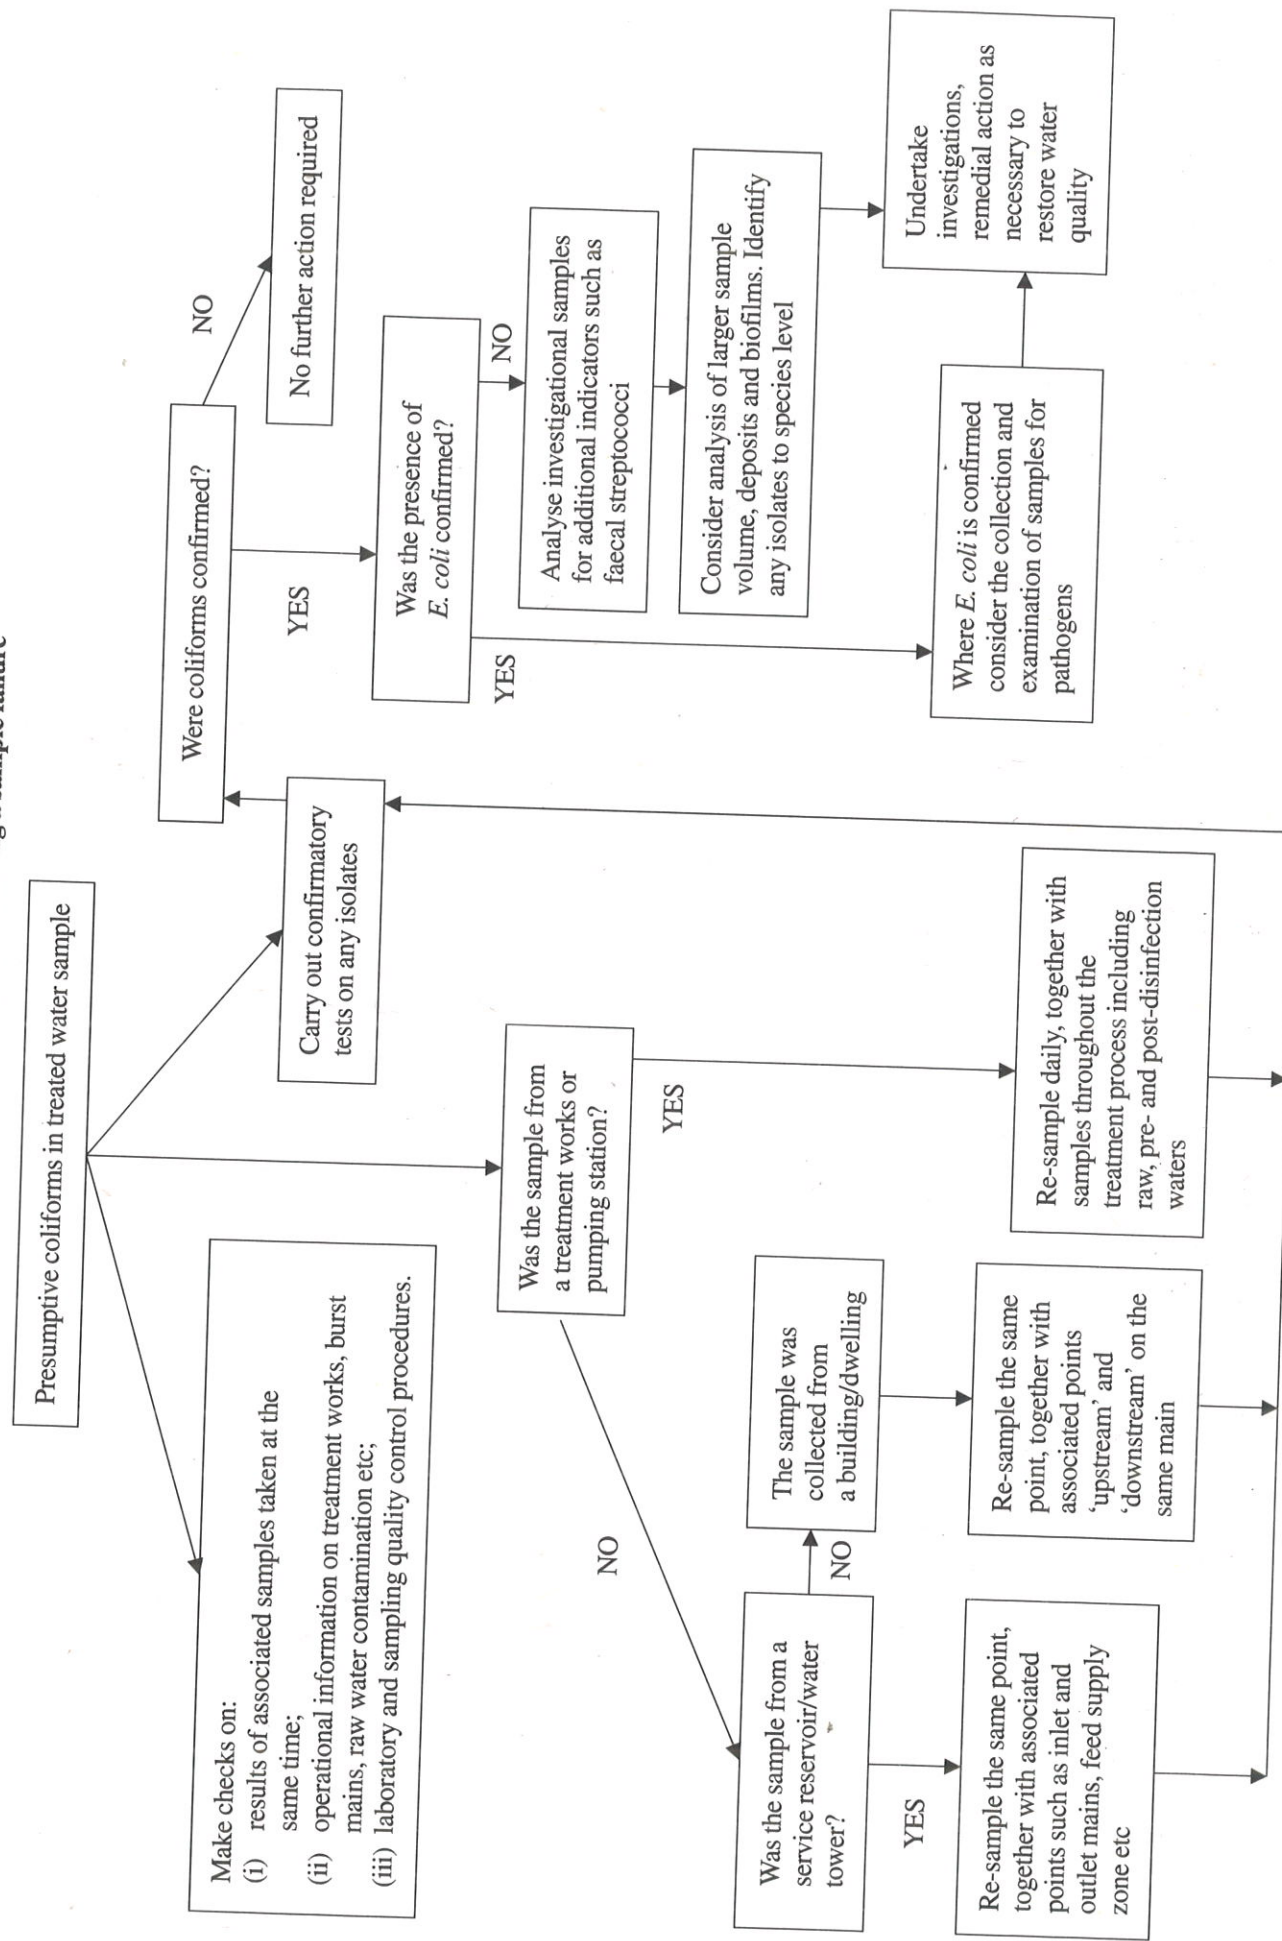 Presumptive coliforms in treated water sample
Make checks on:
(i) results of associated samples taken at the
same time;
(ii) operational information on treatment works, burst
mains, raw water contamination etc;
(iii) laboratory and sampling quality control procedures.
Carry out confirmatory
tests on any isolates
Were coliforms confirmed?
NO
No further action required
YES
Was the presence of
E. coli confirmed?
NO
YES
Analyse investigational samples
for additional indicators such as
faecal streptococci
Consider analysis of larger sample
volume, deposits and biofilms. Identify
any isolates to species level
Where E. coli is confirmed
consider the collection and
examination of samples for
pathogens
Undertake
investigations,
remedial action as
necessary to
restore water
quality
Was the sample from
a treatment works or
pumping station?
NO
YES
Was the sample from a
service reservoir/water
tower?
NO
YES
The sample was
collected from
a building/dwelling
Re-sample the same point,
together with associated
points such as inlet and
outlet mains, feed supply
zone etc
Re-sample the same
point, together with
associated points
‘upstream’ and
‘downstream’ on the
same main
Re-sample daily, together with
samples throughout the
treatment process including
raw, pre- and post-disinfection
waters